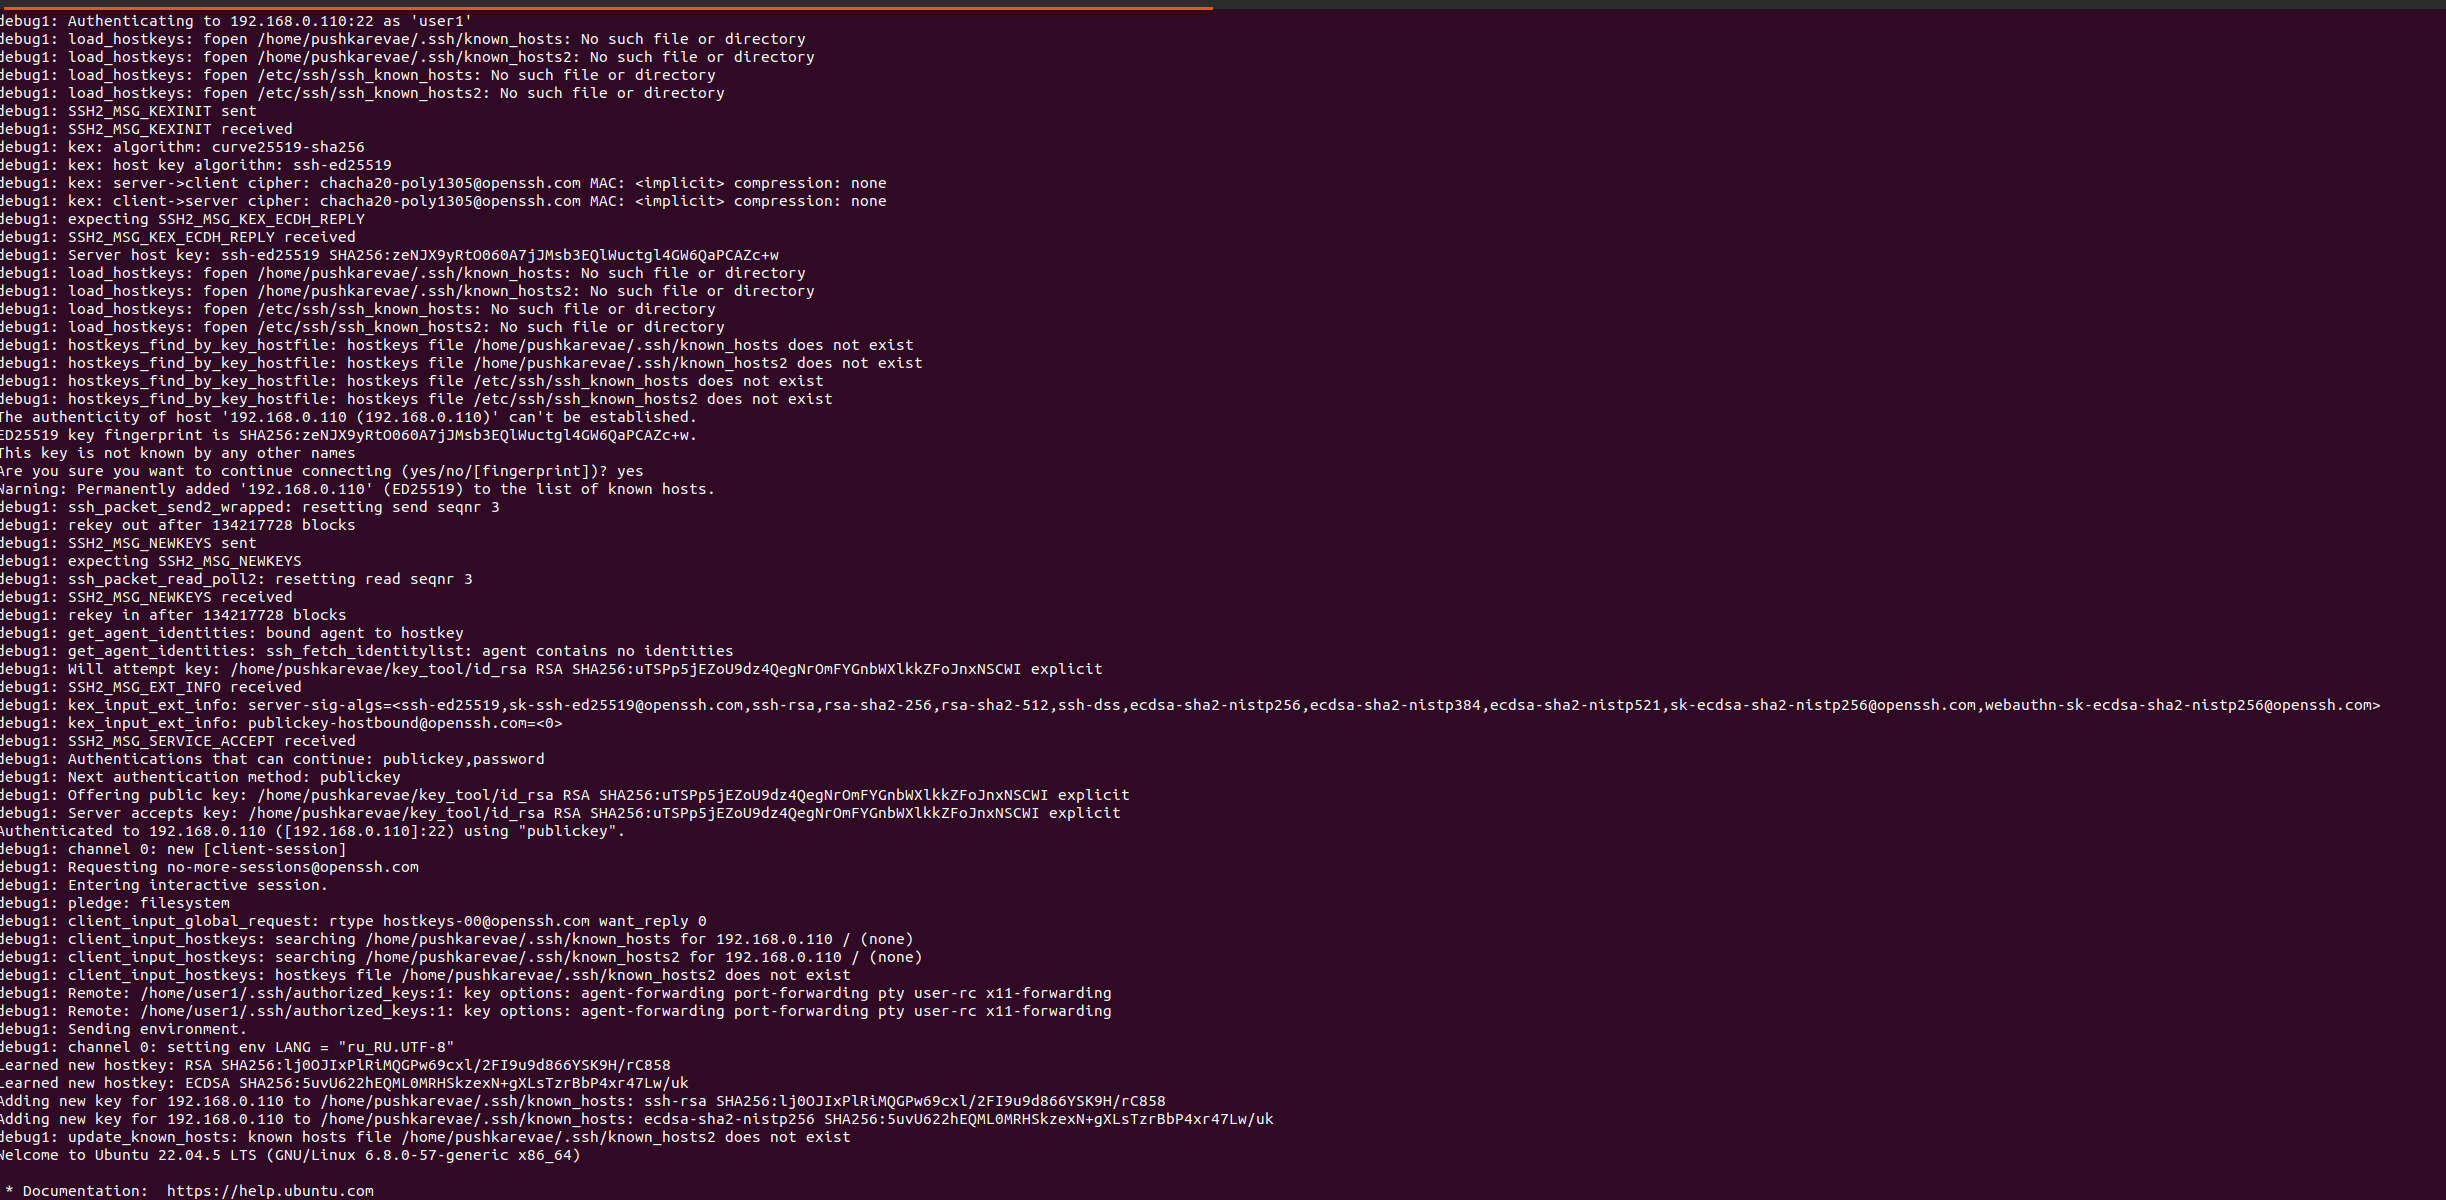 debug1: Authenticating to 192.168.0.110:22 as 'user1'
debug1: load_hostkeys: fopen /home/pushkarevae/.ssh/known_hosts: No such file or directory
debug1: load_hostkeys: fopen /home/pushkarevae/.ssh/known_hosts2: No such file or directory
debug1: load_hostkeys: fopen /etc/ssh/ssh_known_hosts: No such file or directory
debug1: load_hostkeys: fopen /etc/ssh/ssh_known_hosts2: No such file or directory
debug1: SSH2_MSG_KEXINIT sent
debug1: SSH2_MSG_KEXINIT received
debug1: kex: algorithm: curve25519-sha256
debug1: kex: host key algorithm: ssh-ed25519
debug1: kex: server->client cipher: chacha20-poly1305@openssh.com MAC: <implicit> compression: none
debug1: kex: client->server cipher: chacha20-poly1305@openssh.com MAC: <implicit> compression: none
debug1: expecting SSH2_MSG_KEX_ECDH_REPLY
debug1: SSH2_MSG_KEX_ECDH_REPLY received
debug1: Server host key: ssh-ed25519 SHA256:zeNJX9yRtO060A7jJMsb3EQlWuctgl4GW6QaPCAZc+w
debug1: load_hostkeys: fopen /home/pushkarevae/.ssh/known_hosts: No such file or directory
debug1: load_hostkeys: fopen /home/pushkarevae/.ssh/known_hosts2: No such file or directory
debug1: load_hostkeys: fopen /etc/ssh/ssh_known_hosts: No such file or directory
debug1: load_hostkeys: fopen /etc/ssh/ssh_known_hosts2: No such file or directory
debug1: hostkeys_find_by_key_hostfile: hostkeys file /home/pushkarevae/.ssh/known_hosts does not exist
debug1: hostkeys_find_by_key_hostfile: hostkeys file /home/pushkarevae/.ssh/known_hosts2 does not exist
debug1: hostkeys_find_by_key_hostfile: hostkeys file /etc/ssh/ssh_known_hosts does not exist
debug1: hostkeys_find_by_key_hostfile: hostkeys file /etc/ssh/ssh_known_hosts2 does not exist
The authenticity of host '192.168.0.110 (192.168.0.110)' can't be established.
ED25519 key fingerprint is SHA256:zeNJX9yRtO060A7jJMsb3EQlWuctgl4GW6QaPCAZc+w.
This key is not known by any other names
Are you sure you want to continue connecting (yes/no/[fingerprint])? yes
Warning: Permanently added '192.168.0.110' (ED25519) to the list of known hosts.
debug1: ssh_packet_send2_wrapped: resetting send seqnr 3
debug1: rekey out after 134217728 blocks
debug1: SSH2_MSG_NEWKEYS sent
debug1: expecting SSH2_MSG_NEWKEYS
debug1: ssh_packet_read_poll2: resetting read seqnr 3
debug1: SSH2_MSG_NEWKEYS received
debug1: rekey in after 134217728 blocks
debug1: get_agent_identities: bound agent to hostkey
debug1: get_agent_identities: ssh_fetch_identitylist: agent contains no identities
debug1: Will attempt key: /home/pushkarevae/key_tool/id_rsa RSA SHA256:uTSPp5jEZoU9dz4QegNrOmFYGnbWXlkkZFoJnxNSCWI explicit
debug1: SSH2_MSG_EXT_INFO received
debug1: kex_input_ext_info: server-sig-algs=<ssh-ed25519,sk-ssh-ed25519@openssh.com,ssh-rsa,rsa-sha2-256,rsa-sha2-512,ssh-dss,ecdsa-sha2-nistp256,ecdsa-sha2-nistp384,ecdsa-sha2-nistp521,sk-ecdsa-sha2-nistp256@openssh.com,webauthn-sk-ecdsa-sha2-nistp256@openssh.com>
debug1: kex_input_ext_info: publickey-hostbound@openssh.com=<0>
debug1: SSH2_MSG_SERVICE_ACCEPT received
debug1: Authentications that can continue: publickey,password
debug1: Next authentication method: publickey
debug1: Offering public key: /home/pushkarevae/key_tool/id_rsa RSA SHA256:uTSPp5jEZoU9dz4QegNrOmFYGnbWXlkkZFoJnxNSCWI explicit
debug1: Server accepts key: /home/pushkarevae/key_tool/id_rsa RSA SHA256:uTSPp5jEZoU9dz4QegNrOmFYGnbWXlkkZFoJnxNSCWI explicit
Authenticated to 192.168.0.110 ([192.168.0.110]:22) using "publickey".
debug1: channel 0: new [client-session]
debug1: Requesting no-more-sessions@openssh.com
debug1: Entering interactive session.
debug1: pledge: filesystem
debug1: client_input_global_request: rtype hostkeys-00@openssh.com want_reply 0
debug1: client_input_hostkeys: searching /home/pushkarevae/.ssh/known_hosts for 192.168.0.110 / (none)
debug1: client_input_hostkeys: searching /home/pushkarevae/.ssh/known_hosts2 for 192.168.0.110 / (none)
debug1: client_input_hostkeys: hostkeys file /home/pushkarevae/.ssh/known_hosts2 does not exist
debug1: Remote: /home/user1/.ssh/authorized_keys:1: key options: agent-forwarding port-forwarding pty user-rc x11-forwarding
debug1: Remote: /home/user1/.ssh/authorized_keys:1: key options: agent-forwarding port-forwarding pty user-rc x11-forwarding
debug1: Sending environment.
debug1: channel 0: setting env LANG = "ru_RU.UTF-8"
Learned new hostkey: RSA SHA256:lj0OJIxPlRiMQGPw69cxl/2FI9u9d866YSK9H/rC858
Learned new hostkey: ECDSA SHA256:5uvU622hEQML0MRHSkzexN+gXLsTzrBbP4xr47Lw/uk
Adding new key for 192.168.0.110 to /home/pushkarevae/.ssh/known_hosts: ssh-rsa SHA256:lj0OJIxPlRiMQGPw69cxl/2FI9u9d866YSK9H/rC858
Adding new key for 192.168.0.110 to /home/pushkarevae/.ssh/known_hosts: ecdsa-sha2-nistp256 SHA256:5uvU622hEQML0MRHSkzexN+gXLsTzrBbP4xr47Lw/uk
debug1: update_known_hosts: known hosts file /home/pushkarevae/.ssh/known_hosts2 does not exist
Welcome to Ubuntu 22.04.5 LTS (GNU/Linux 6.8.0-57-generic x86_64)
* Documentation:  https://help.ubuntu.com